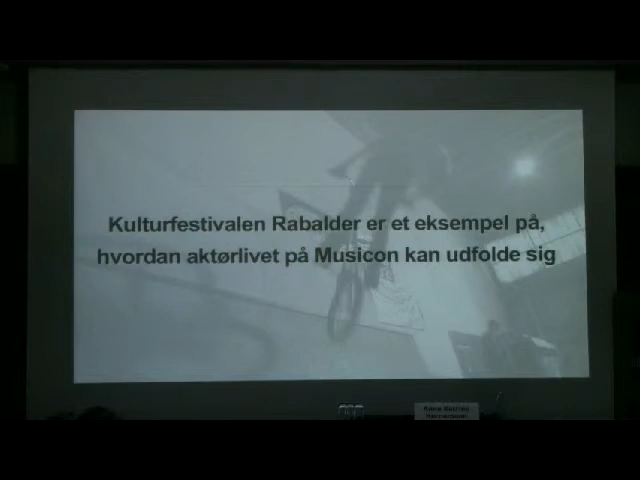 Kulturfestivalen Rabalder er et eksempel på,
hvordan aktørlivet på Musicon kan udfolde sig